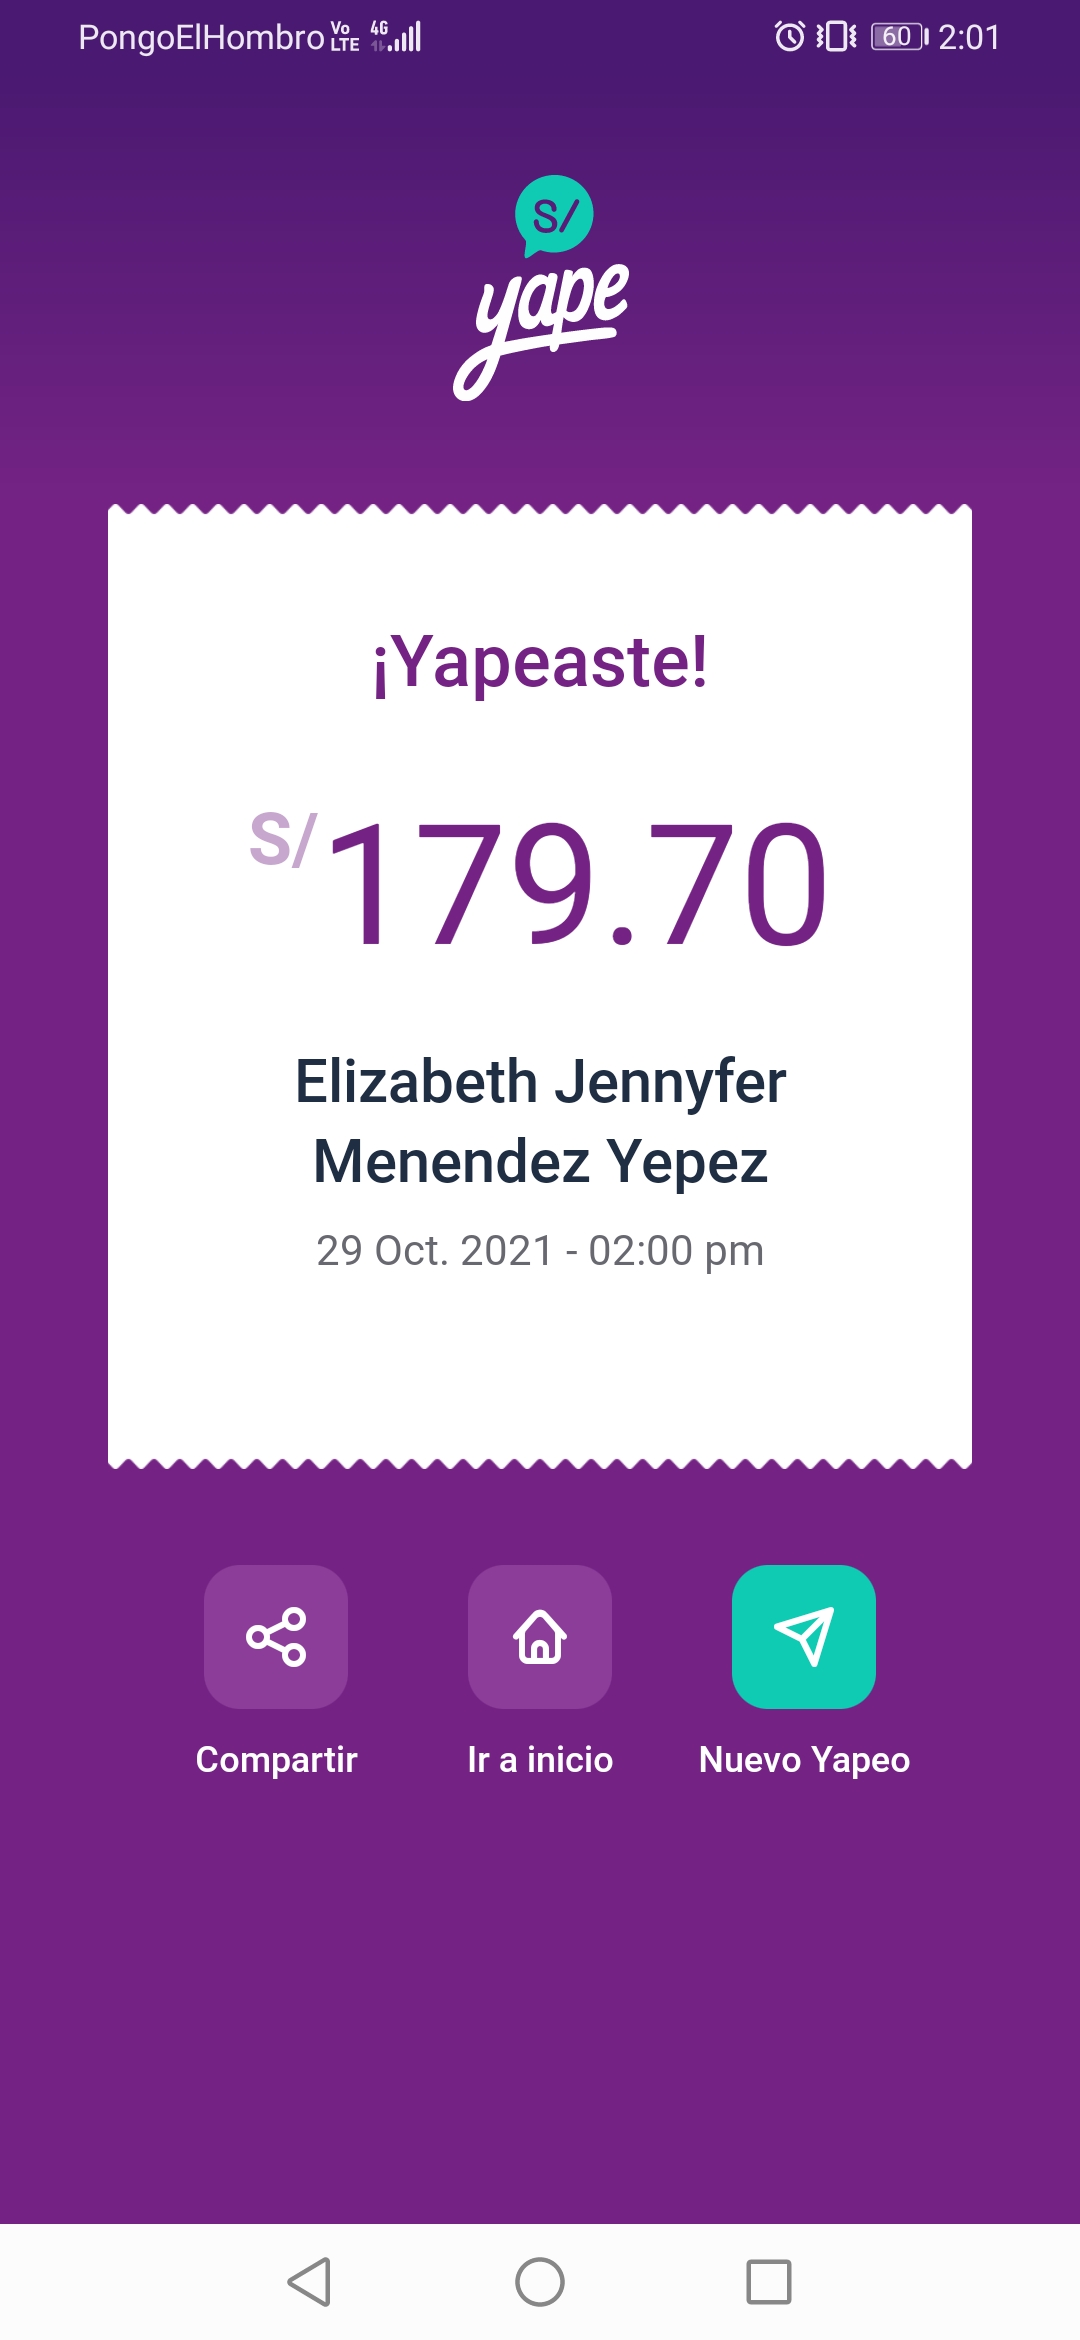 PongoElHombro Vo LTE 4G 60 2:01
S/
yape
¡Yapeaste!
S/179.70
Elizabeth Jennyfer
Menendez Yepez
29 Oct. 2021 - 02:00 pm
Compartir Ir a inicio Nuevo Yapeo